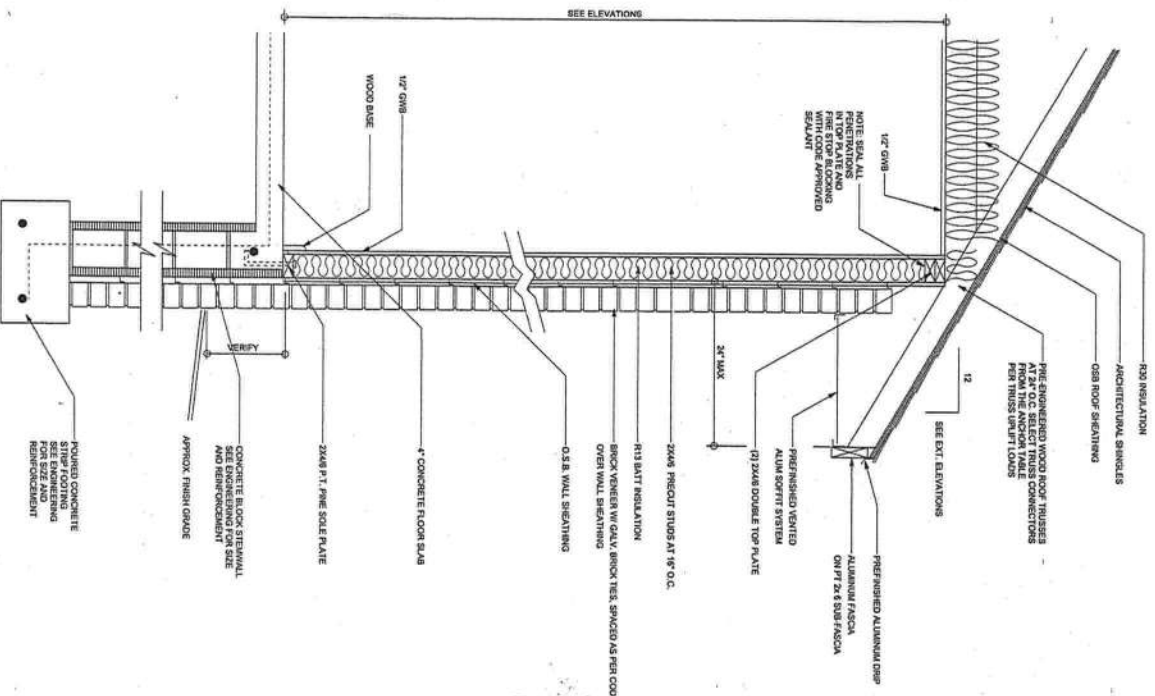 SEE ELEVATIONS
R30 INSULATION
ARCHITECTURAL SHINGLES
OSB ROOF SHEATHING
PRE-ENGINEERED WOOD ROOF TRUSSES
AT 24" O.C. SELECT TRUSS CONNECTORS
FROM THE ANCHOR TABLE
PER TRUSS UPLIFT LOADS
12
SEE EXT. ELEVATIONS
PREFINISHED ALUMINUM DRIP
ALUMINUM FASCIA
ON PT 2x 6 SUB-FASCIA
1/2" GWB
NOTE: SEAL ALL
PENETRATIONS
IN TOP PLATE AND
FIRE STOP BLOCKING
WITH CODE APPROVED
SEALANT
PREFINISHED VENTED
ALUM SOFFIT SYSTEM
(2) 2X4/6 DOUBLE TOP PLATE
24" MAX
2X4/6 PRECUT STUDS AT 16" O.C.
R13 BATT INSULATION
BRICK VENEER W/ GALV. BRICK TIES, SPACED AS PER COD
OVER WALL SHEATHING
O.S.B. WALL SHEATHING
1/2" GWB
WOOD BASE
4" CONCRETE FLOOR SLAB
2X4/6 P.T. PINE SOLE PLATE
VERIFY
CONCRETE BLOCK STEMWALL
SEE ENGINEERING FOR SIZE
AND REINFORCEMENT
APPROX. FINISH GRADE
POURED CONCRETE
STRIP FOOTING
SEE ENGINEERING
FOR SIZE AND
REINFORCEMENT